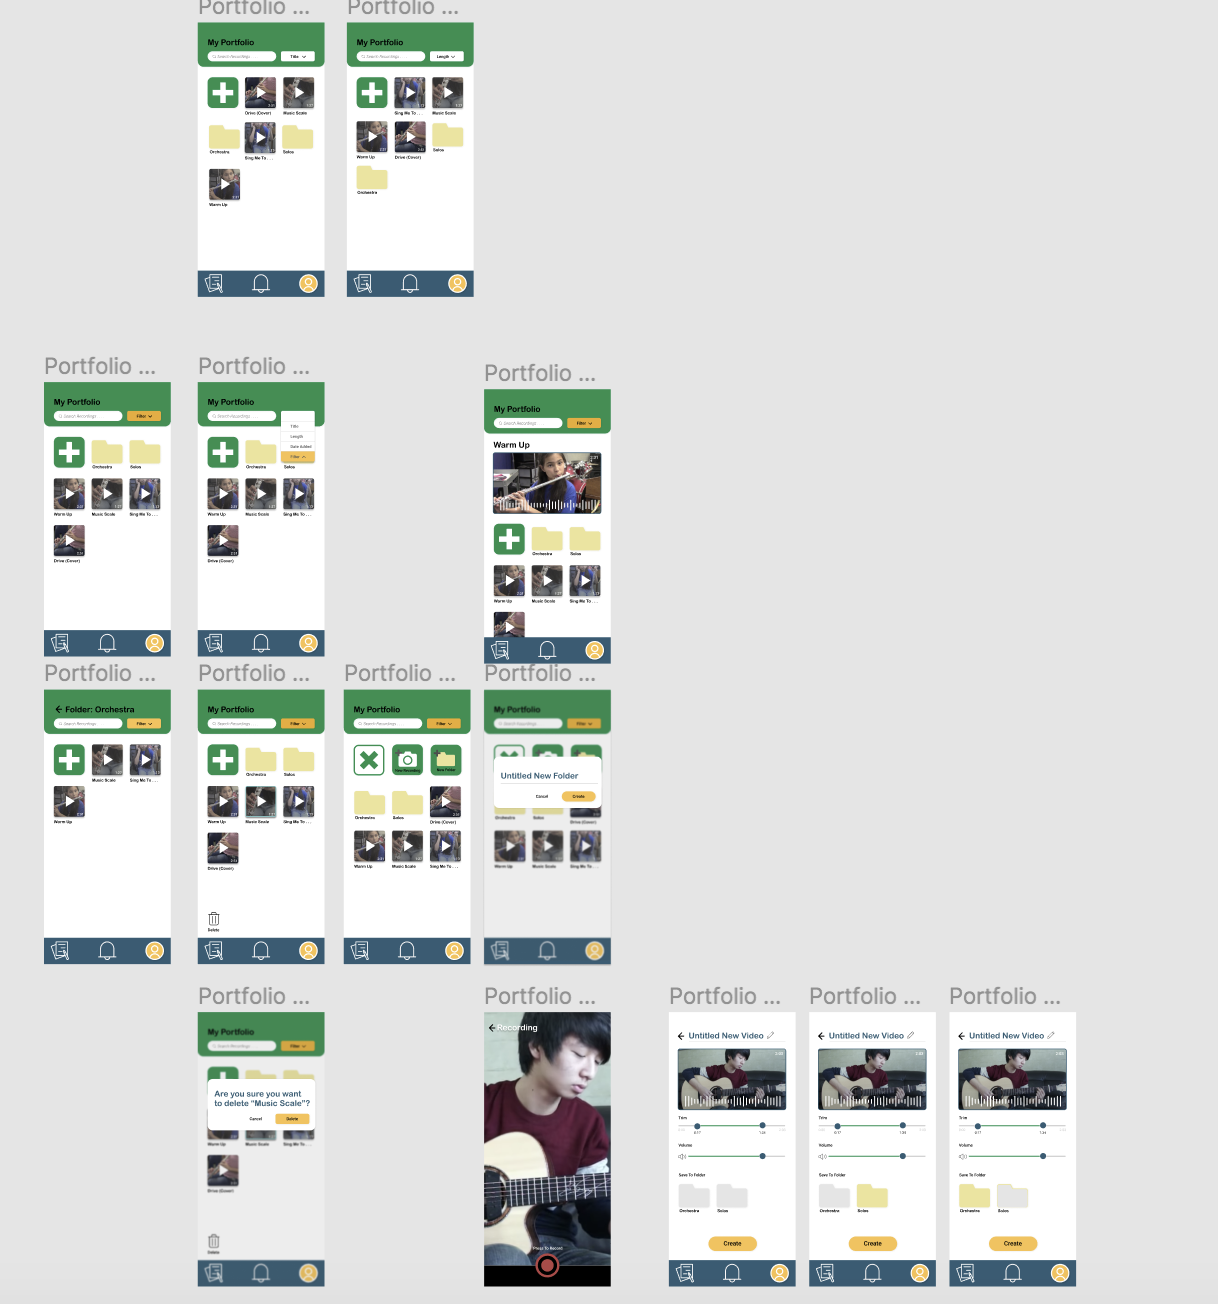 Portfolio ...
Portfolio ...
My Portfolio
Search Recordings . . .
Title
Drive (Cover)
Music Scale
Orchestra
Sing Me To . . .
Solos
Warm Up
My Portfolio
Search Recordings . . .
Length
Sing Me To . . .
Music Scale
Warm Up
Drive (Cover)
Solos
Orchestra
Portfolio ...
Portfolio ...
Portfolio ...
My Portfolio
Search Recordings
Filter
Orchestra
Solos
Warm Up
Music Scale
Sing Me To . . .
Drive (Cover)
My Portfolio
Search Recordings . . .
Title
Length
Date Added
Filter
Orchestra
Solos
Warm Up
Music Scale
Sing Me To . . .
Drive (Cover)
My Portfolio
Search Recordings
Filter
Warm Up
2:31
Orchestra
Solos
Warm Up
Music Scale
Sing Me To . . .
Portfolio ...
Portfolio ...
Portfolio ...
Portfolio ...
Folder: Orchestra
Search Recordings
Filter
Music Scale
Sing Me To . . .
Warm Up
My Portfolio
Search Recordings . . .
Filter
Orchestra
Solos
Warm Up
Music Scale
Sing Me To . . .
Drive (Cover)
Delete
My Portfolio
Search Recordings . . .
Filter
New Recording
New Folder
Orchestra
Solos
Drive (Cover)
Warm Up
Music Scale
Sing Me To . . .
My Portfolio
Search Recordings
Filter
Untitled New Folder
Cancel
Create
Orchestra
Solos
Drive (Cover)
Warm Up
Music Scale
Sing Me To . . .
Portfolio ...
Portfolio ...
Portfolio ...
Portfolio ...
Portfolio ...
My Portfolio
Search Recordings
Filter
Are you sure you want
to delete “Music Scale”?
Cancel
Delete
Warm Up
Music Scale
Sing Me To . . .
Drive (Cover)
Delete
Recording
Press To Record
Untitled New Video
Trim
0:17
Volume
Save To Folder
Orchestra
Solos
Create
Untitled New Video
Trim
0:17
Volume
Save To Folder
Orchestra
Solos
Create
Untitled New Video
Trim
0:17
Volume
Save To Folder
Orchestra
Solos
Create